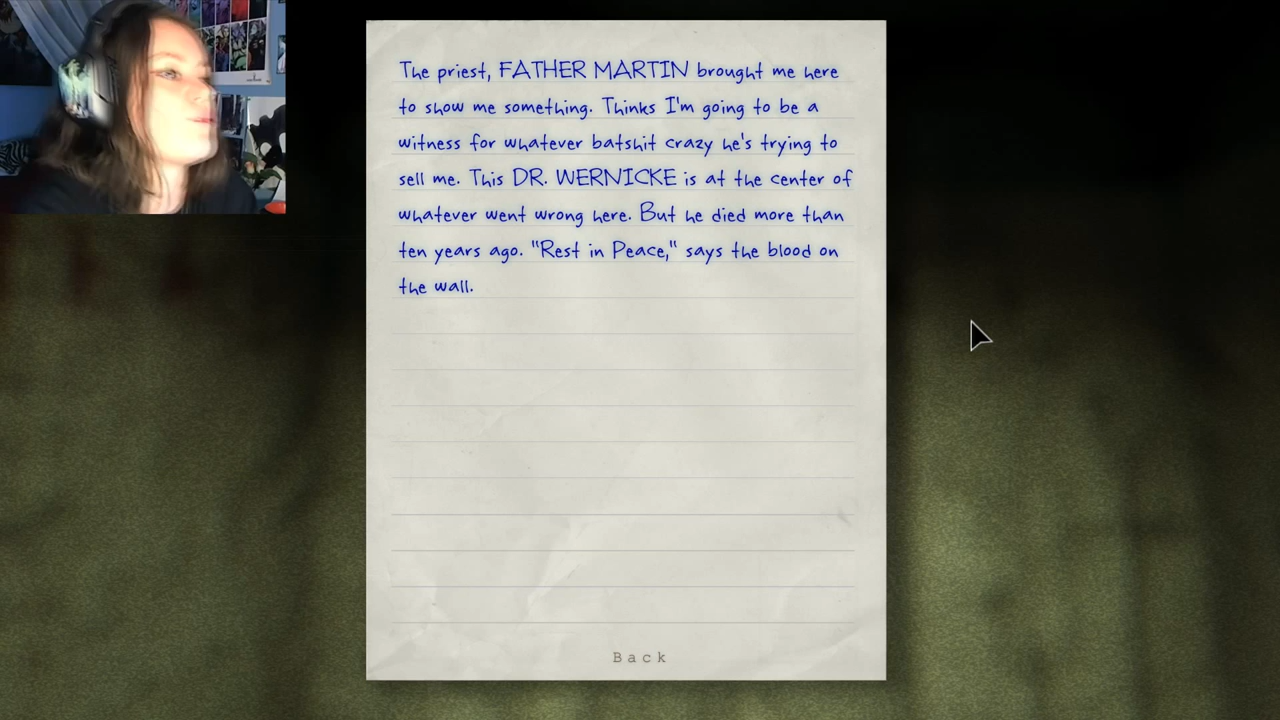 The priest, FATHER MARTIN brought me here
to show me something. Thinks I'm going to be a
witness for whatever batshit crazy he's trying to
sell me. This DR. WERNICKE is at the center of
whatever went wrong here. But he died more than
ten years ago. "Rest in Peace," says the blood on
the wall.
Back